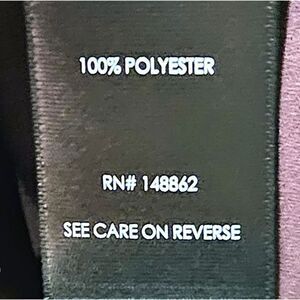 100% POLYESTER
RN# 148862
SEE CARE ON REVERSE